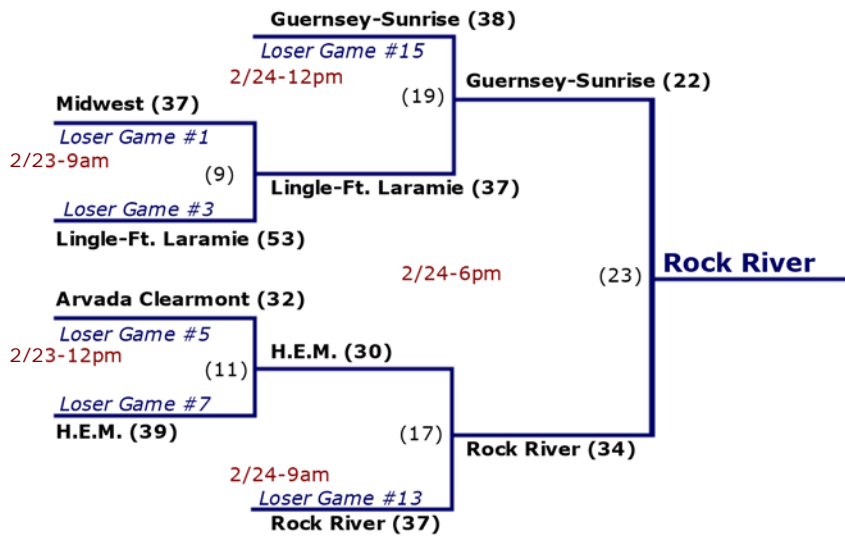 Guernsey-Sunrise (38)
Loser Game #15
2/24-12pm
Guernsey-Sunrise (22)
(19)
Midwest (37)
Loser Game #1
2/23-9am
(9)
Lingle-Ft. Laramie (37)
Loser Game #3
Lingle-Ft. Laramie (53)
2/24-6pm
(23)
Rock River
Arvada Clearmont (32)
Loser Game #5
2/23-12pm
(11)
H.E.M. (30)
Loser Game #7
H.E.M. (39)
(17)
Rock River (34)
2/24-9am
Loser Game #13
Rock River (37)